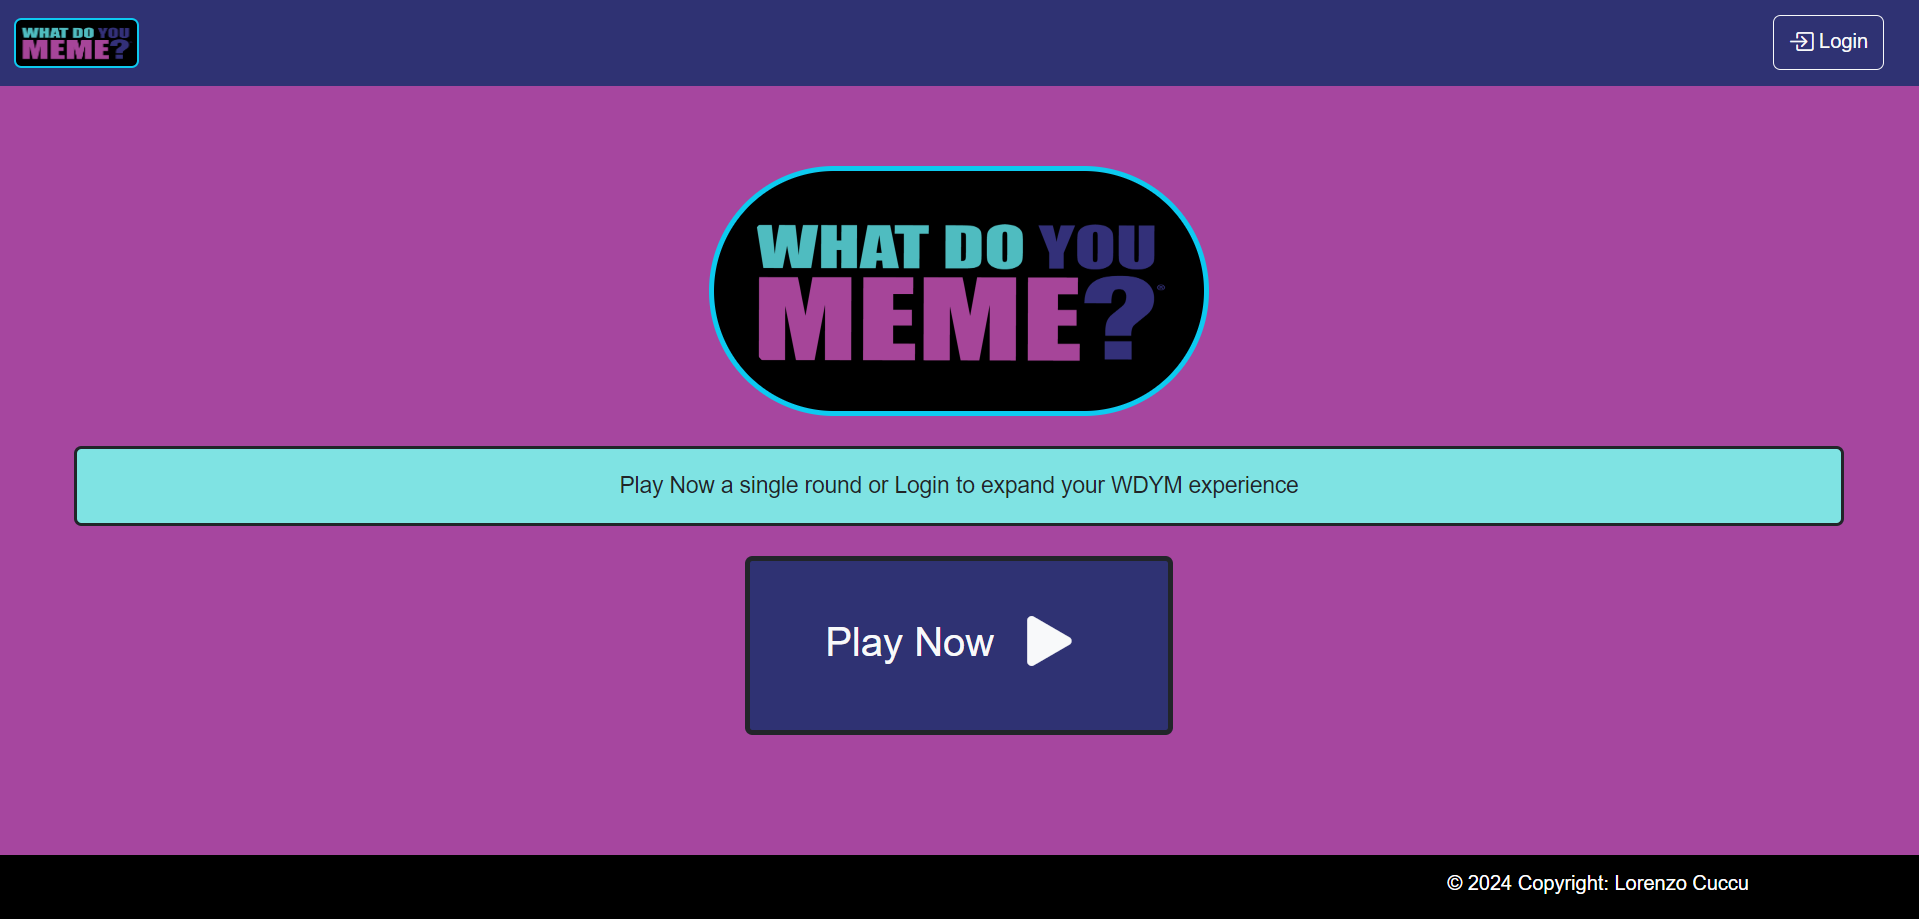 WHAT DO YOU
MEME?
Login
WHAT DO YOU
MEME?®
Play Now a single round or Login to expand your WDYM experience
Play Now
© 2024 Copyright: Lorenzo Cuccu